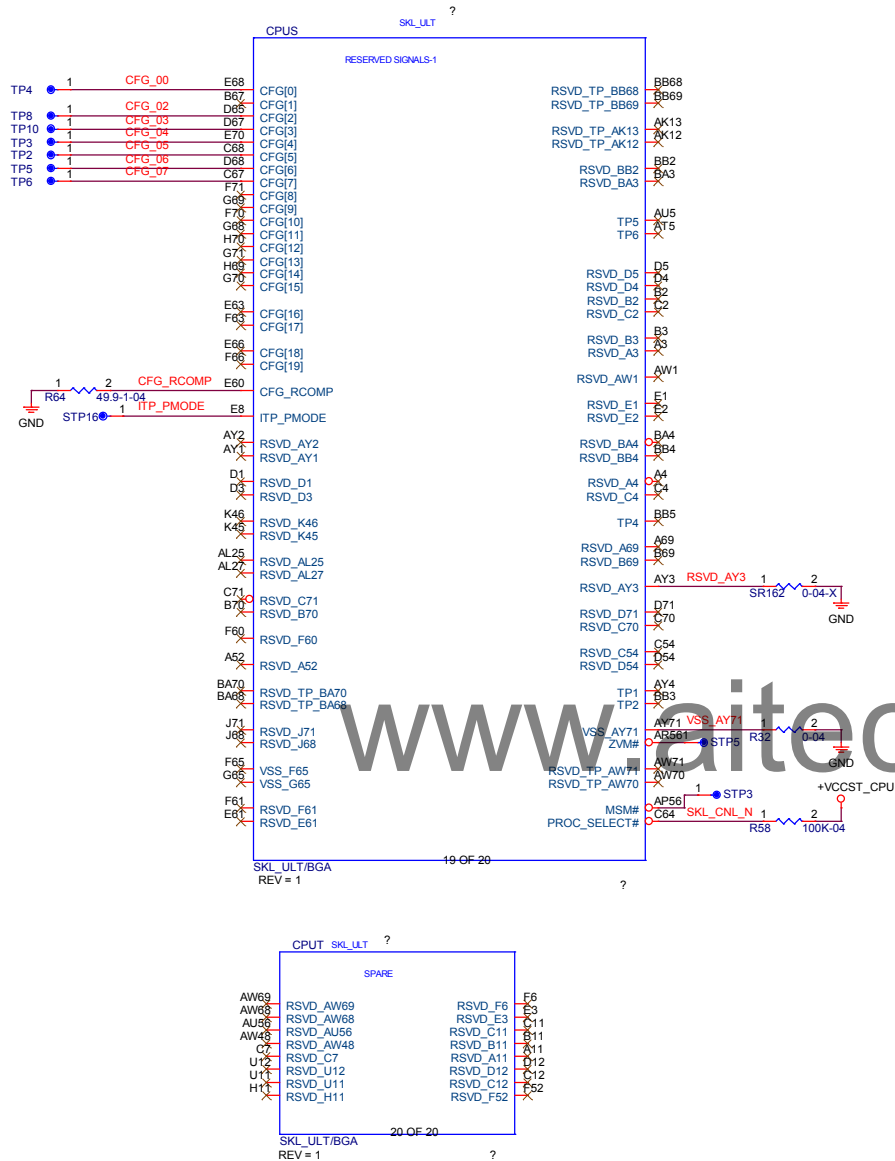 ?
SKL_ULT
CPUS
RESERVED SIGNALS-1
TP4 1 CFG_00 E68 CFG[0]
B67 CFG[1]
TP8 1 CFG_02 D65 CFG[2]
TP10 1 CFG_03 D67 CFG[3]
TP3 1 CFG_04 E70 CFG[4]
TP2 1 CFG_05 C68 CFG[5]
TP5 1 CFG_06 D68 CFG[6]
TP6 1 CFG_07 C67 CFG[7]
F71 CFG[8]
G69 CFG[9]
F70 CFG[10]
G68 CFG[11]
H70 CFG[12]
G71 CFG[13]
H69 CFG[14]
G70 CFG[15]
E63 CFG[16]
F63 CFG[17]
E66 CFG[18]
F66 CFG[19]
1 2 CFG_RCOMP E60 CFG_RCOMP
R64 49.9-1-04
GND
STP16 1 ITP_PMODE E8 ITP_PMODE
AY2 RSVD_AY2
AY1 RSVD_AY1
D1 RSVD_D1
D3 RSVD_D3
K46 RSVD_K46
K45 RSVD_K45
AL25 RSVD_AL25
AL27 RSVD_AL27
C71 RSVD_C71
B70 RSVD_B70
F60 RSVD_F60
A52 RSVD_A52
BA70 RSVD_TP_BA70
BA68 RSVD_TP_BA68
J71 RSVD_J71
J68 RSVD_J68
F65 VSS_F65
G65 VSS_G65
F61 RSVD_F61
E61 RSVD_E61
RSVD_TP_BB68 BB68
RSVD_TP_BB69 BB69
RSVD_TP_AK13 AK13
RSVD_TP_AK12 AK12
RSVD_BB2 BB2
RSVD_BA3 BA3
TP5 AU5
TP6 AT5
RSVD_D5 D5
RSVD_D4 D4
RSVD_B2 B2
RSVD_C2 C2
RSVD_B3 B3
RSVD_A3 A3
RSVD_AW1 AW1
RSVD_E1 E1
RSVD_E2 E2
RSVD_BA4 BA4
RSVD_BB4 BB4
RSVD_A4 A4
RSVD_C4 C4
TP4 BB5
RSVD_A69 A69
RSVD_B69 B69
RSVD_AY3 AY3 RSVD_AY3 1 2
SR162 0-04-X
GND
RSVD_D71 D71
RSVD_C70 C70
RSVD_C54 C54
RSVD_D54 D54
TP1 AY4
TP2 BB3
VSS_AY71 AY71 VSS_AY71 1 2
R32 0-04
GND
ZVM# AR56 1 STP5
RSVD_TP_AW71 AW71
RSVD_TP_AW70 AW70
+VCCST_CPU
MSM# AP56 1 STP3
PROC_SELECT# C64 SKL_CNL_N 1 2
R58 100K-04
www.aitec
19 OF 20
SKL_ULT/BGA
REV = 1
?
CPUT SKL_ULT ?
SPARE
AW69 RSVD_AW69 RSVD_F6 F6
AW68 RSVD_AW68 RSVD_E3 E3
AU56 RSVD_AU56 RSVD_C11 C11
AW48 RSVD_AW48 RSVD_B11 B11
C7 RSVD_C7 RSVD_A11 A11
U12 RSVD_U12 RSVD_D12 D12
U11 RSVD_U11 RSVD_C12 C12
H11 RSVD_H11 RSVD_F52 F52
20 OF 20
SKL_ULT/BGA
REV = 1 ?